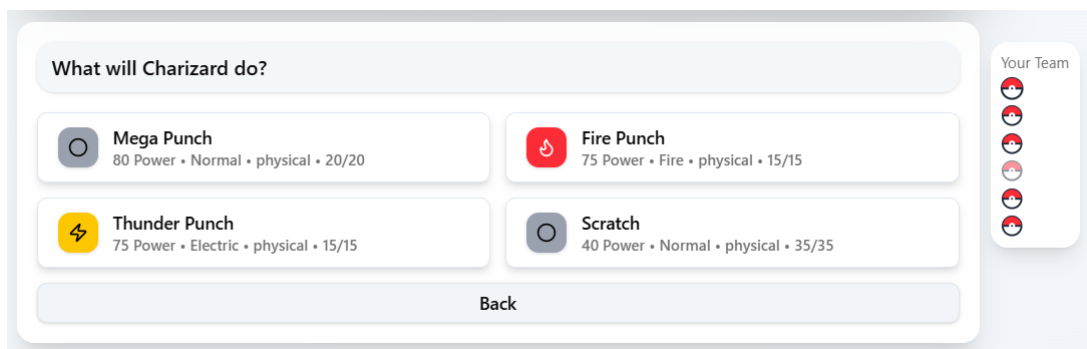 What will Charizard do?
Your Team
Mega Punch
80 Power • Normal • physical • 20/20
Fire Punch
75 Power • Fire • physical • 15/15
Thunder Punch
75 Power • Electric • physical • 15/15
Scratch
40 Power • Normal • physical • 35/35
Back